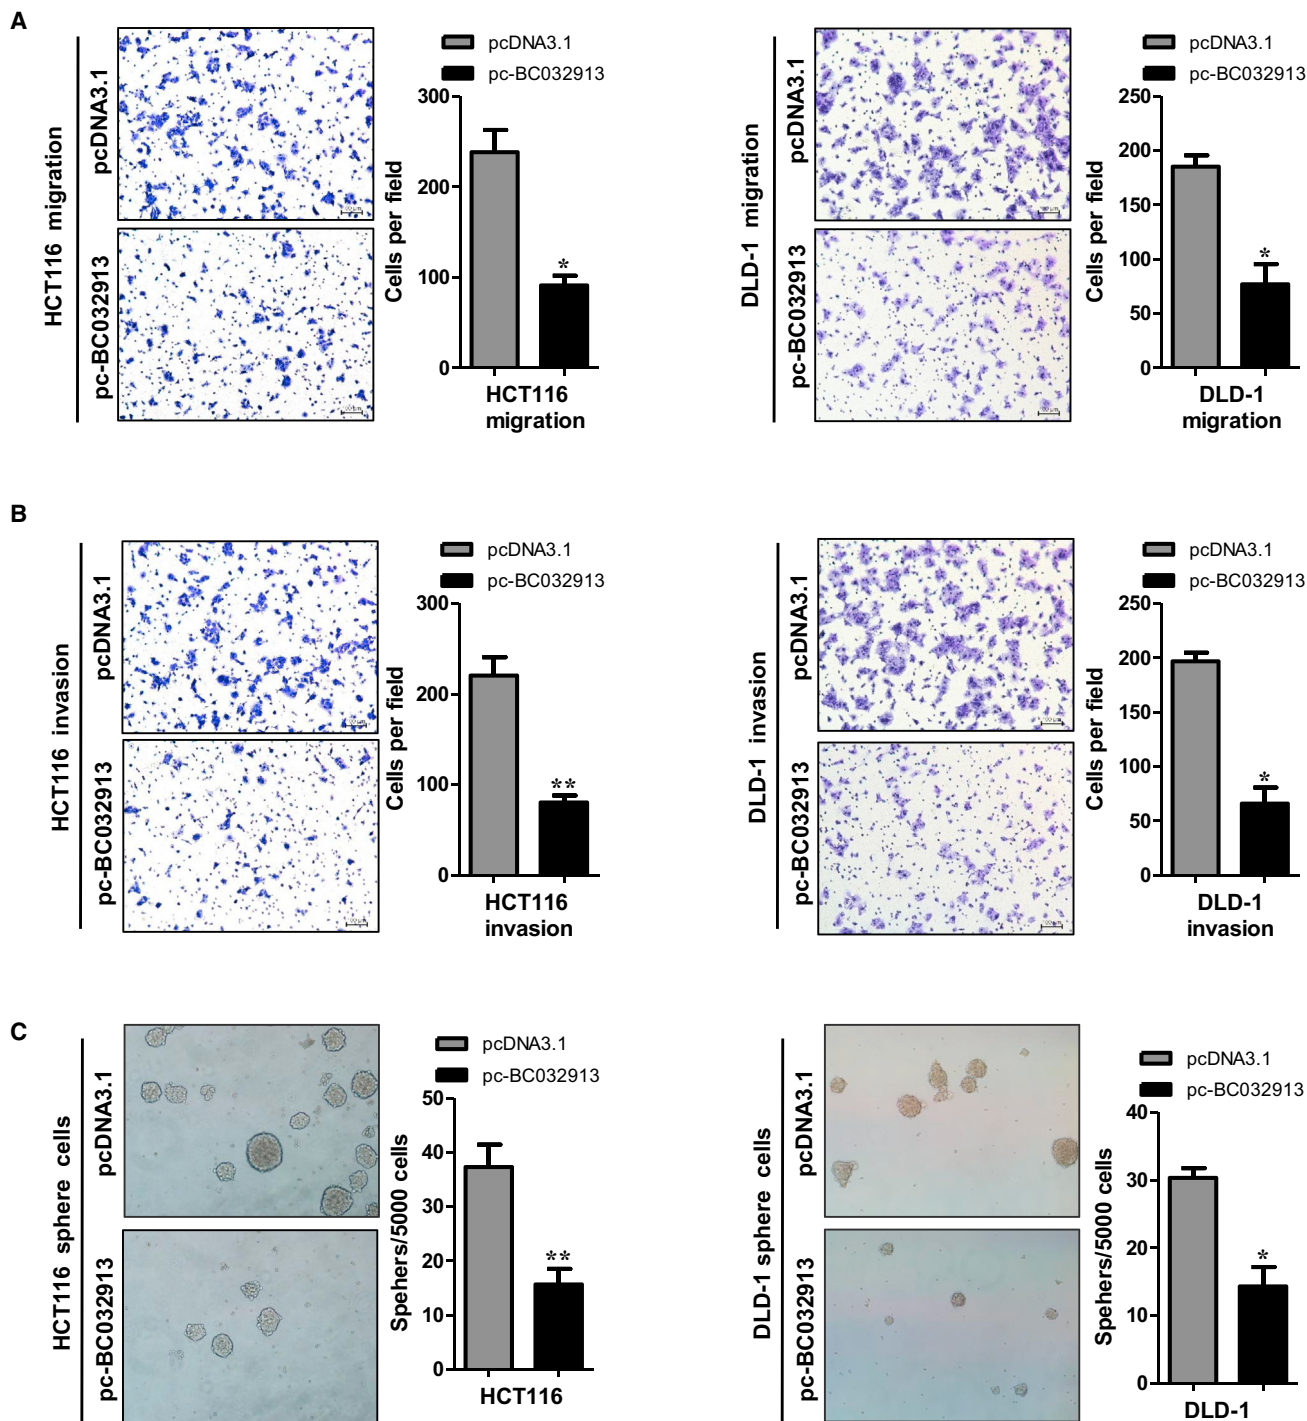 A
HCT116 migration
pcDNA3.1
pc-BC032913
pcDNA3.1
pc-BC032913
Cells per field
300
200
100
0
*
HCT116
migration
DLD-1 migration
pcDNA3.1
pc-BC032913
pcDNA3.1
pc-BC032913
Cells per field
250
200
150
100
50
0
*
DLD-1
migration
B
HCT116 invasion
pcDNA3.1
pc-BC032913
pcDNA3.1
pc-BC032913
Cells per field
300
200
100
0
**
HCT116
invasion
DLD-1 invasion
pcDNA3.1
pc-BC032913
pcDNA3.1
pc-BC032913
Cells per field
250
200
150
100
50
0
*
DLD-1
invasion
C
HCT116 sphere cells
pcDNA3.1
pc-BC032913
pcDNA3.1
pc-BC032913
Spehers/5000 cells
50
40
30
20
10
0
**
HCT116
DLD-1 sphere cells
pcDNA3.1
pc-BC032913
pcDNA3.1
pc-BC032913
Spehers/5000 cells
40
30
20
10
0
*
DLD-1